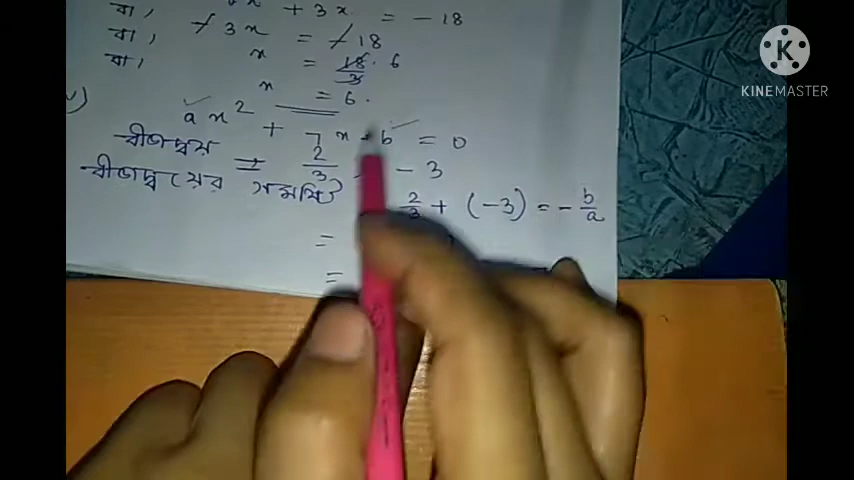 বা, + 3x = - 18
বা, - 3x = - 18
বা, x = 18/3 6
x = 6.
ax² + 7x + b = 0
বীজদ্বয় = 2/3, - 3
বীজদ্বয়ের সমষ্টি 2/3 + (-3) = - b/a
=
=
K
KINEMASTER